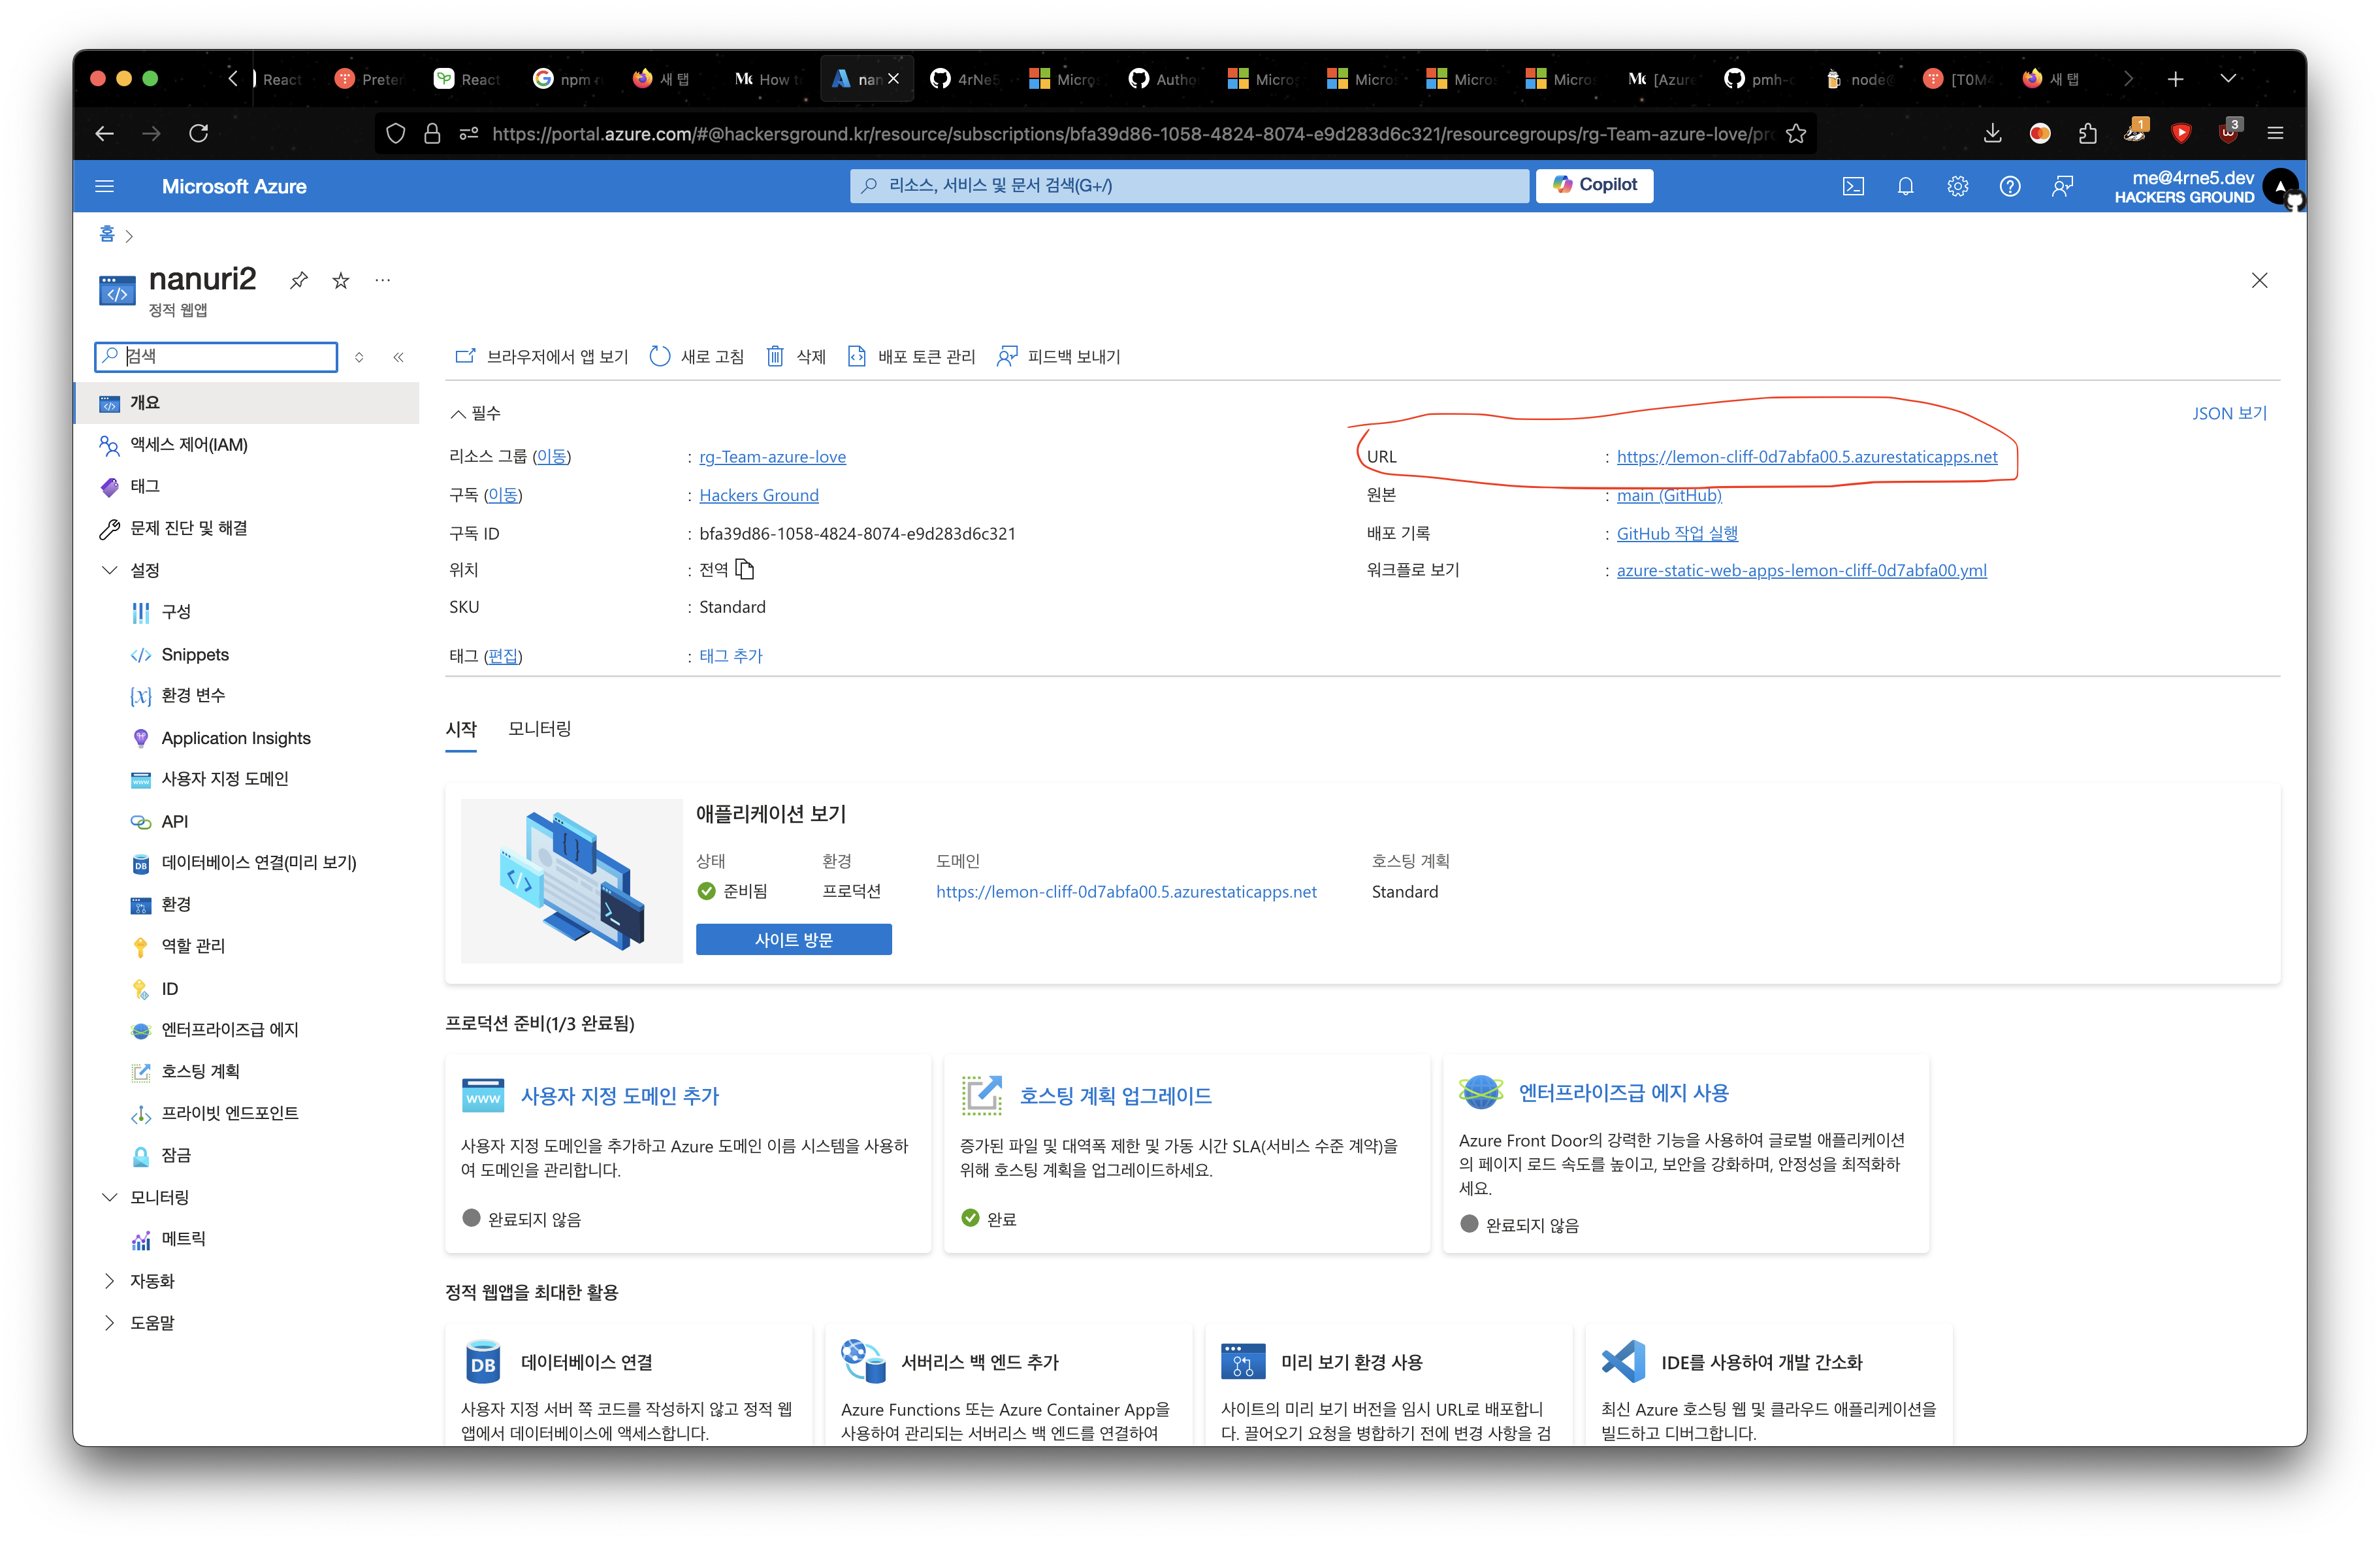 React
Preter
React
npm r
새 탭
How t
nan
4rNe5
Micros
Autho
Micros
Micros
Micros
Micros
[Azure
pmh-
node@
[T0M4
새 탭
https://portal.azure.com/#@hackersground.kr/resource/subscriptions/bfa39d86-1058-4824-8074-e9d283d6c321/resourcegroups/rg-Team-azure-love/pro
1
3
Microsoft Azure
리소스, 서비스 및 문서 검색(G+/)
Copilot
me@4rne5.dev
HACKERS GROUND
홈
nanuri2
정적 웹앱
검색
브라우저에서 앱 보기
새로 고침
삭제
배포 토큰 관리
피드백 보내기
개요
액세스 제어(IAM)
태그
문제 진단 및 해결
설정
구성
Snippets
환경 변수
Application Insights
사용자 지정 도메인
API
데이터베이스 연결(미리 보기)
환경
역할 관리
ID
엔터프라이즈급 에지
호스팅 계획
프라이빗 엔드포인트
잠금
모니터링
메트릭
자동화
도움말
필수
JSON 보기
리소스 그룹 (이동) : rg-Team-azure-love
구독 (이동) : Hackers Ground
구독 ID : bfa39d86-1058-4824-8074-e9d283d6c321
위치 : 전역
SKU : Standard
태그 (편집) : 태그 추가
URL : https://lemon-cliff-0d7abfa00.5.azurestaticapps.net
원본 : main (GitHub)
배포 기록 : GitHub 작업 실행
워크플로 보기 : azure-static-web-apps-lemon-cliff-0d7abfa00.yml
시작
모니터링
애플리케이션 보기
상태 환경 도메인 호스팅 계획
준비됨 프로덕션 https://lemon-cliff-0d7abfa00.5.azurestaticapps.net Standard
사이트 방문
프로덕션 준비(1/3 완료됨)
www
사용자 지정 도메인 추가
사용자 지정 도메인을 추가하고 Azure 도메인 이름 시스템을 사용하
여 도메인을 관리합니다.
완료되지 않음
호스팅 계획 업그레이드
증가된 파일 및 대역폭 제한 및 가동 시간 SLA(서비스 수준 계약)을
위해 호스팅 계획을 업그레이드하세요.
완료
엔터프라이즈급 에지 사용
Azure Front Door의 강력한 기능을 사용하여 글로벌 애플리케이션
의 페이지 로드 속도를 높이고, 보안을 강화하며, 안정성을 최적화하
세요.
완료되지 않음
정적 웹앱을 최대한 활용
DB
데이터베이스 연결
사용자 지정 서버 쪽 코드를 작성하지 않고 정적 웹
앱에서 데이터베이스에 액세스합니다.
서버리스 백 엔드 추가
Azure Functions 또는 Azure Container App을
사용하여 관리되는 서버리스 백 엔드를 연결하여
미리 보기 환경 사용
사이트의 미리 보기 버전을 임시 URL로 배포합니
다. 끌어오기 요청을 병합하기 전에 변경 사항을 검
IDE를 사용하여 개발 간소화
최신 Azure 호스팅 웹 및 클라우드 애플리케이션을
빌드하고 디버그합니다.